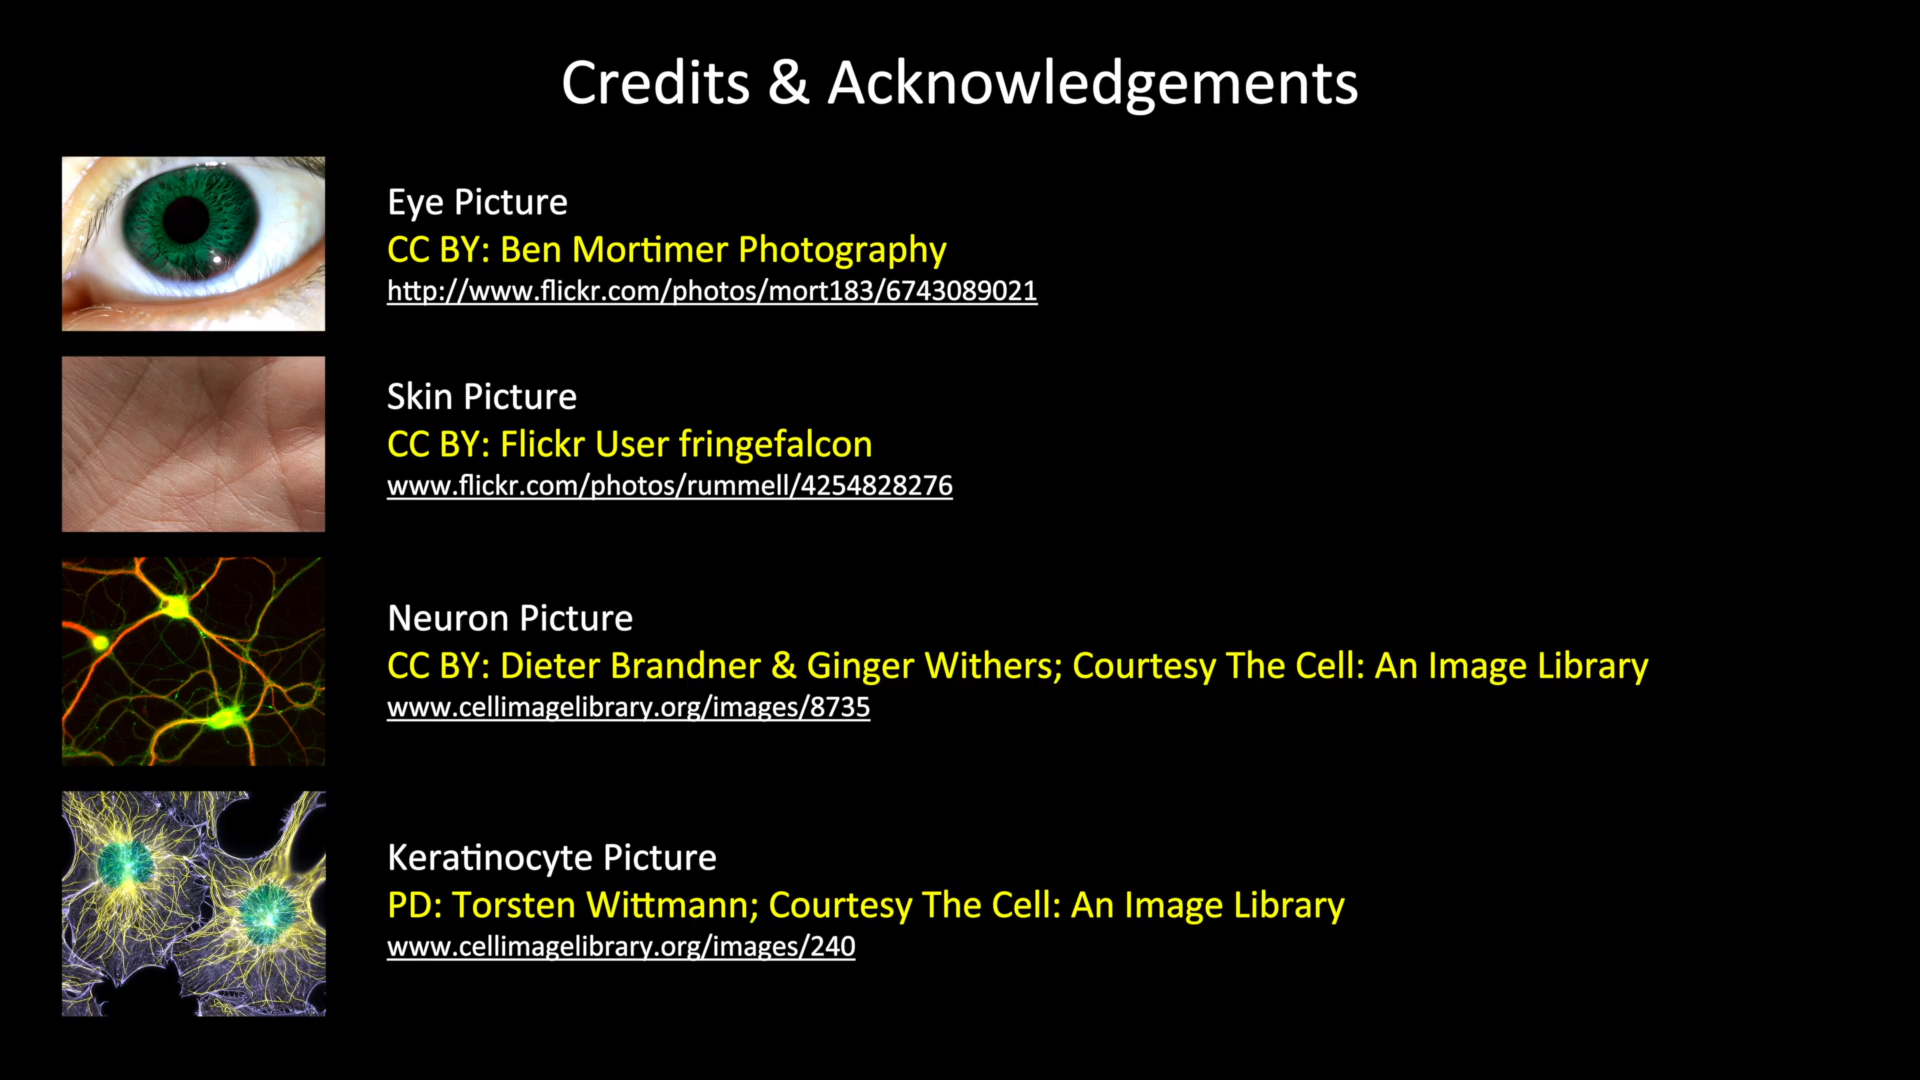 Credits & Acknowledgements
Eye Picture
CC BY: Ben Mortimer Photography
http://www.flickr.com/photos/mort183/6743089021
Skin Picture
CC BY: Flickr User fringefalcon
www.flickr.com/photos/rummell/4254828276
Neuron Picture
CC BY: Dieter Brandner & Ginger Withers; Courtesy The Cell: An Image Library
www.cellimagelibrary.org/images/8735
Keratinocyte Picture
PD: Torsten Wittmann; Courtesy The Cell: An Image Library
www.cellimagelibrary.org/images/240